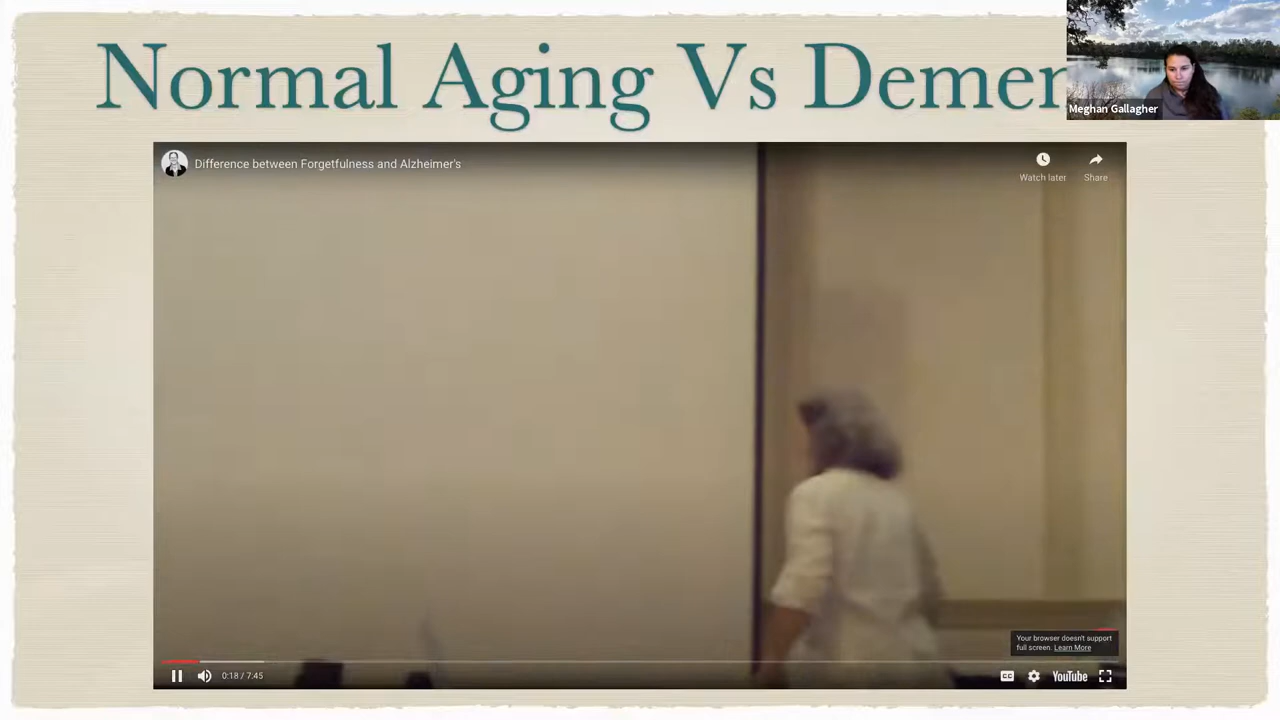 Normal Aging Vs Demen
Meghan Gallagher
Difference between Forgetfulness and Alzheimer's
Watch later
Share
Your browser doesn't support
full screen. Learn More
0:18 / 7:45
CC
YouTube